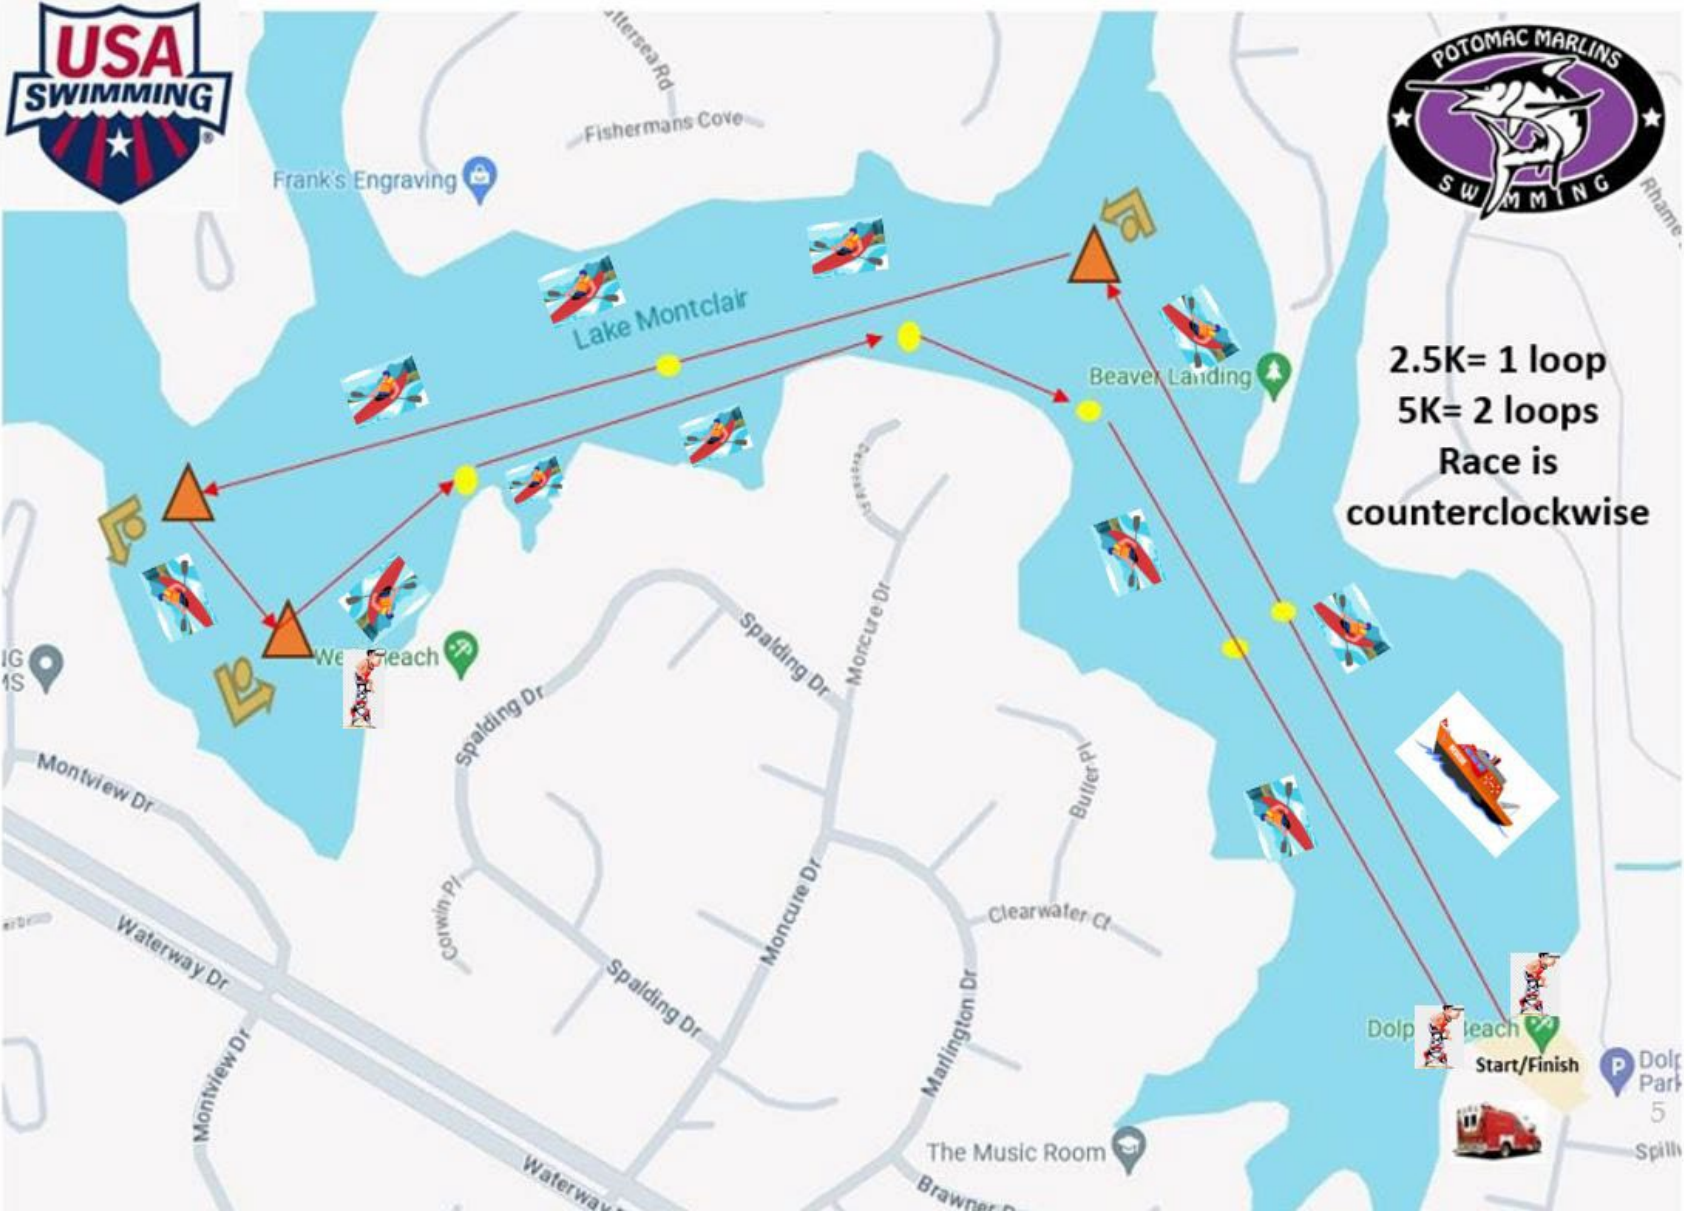 USA
SWIMMING
®
POTOMAC MARLINS
SWIMMING
Fishermans Cove
Frank's Engraving
Lake Montclair
Beaver Landing
2.5K= 1 loop
5K= 2 loops
Race is
counterclockwise
Spalding Dr
Moncure Dr
Spalding Dr
Butler Pl
Montview Dr
Corwin Pl
Moncure Dr
Clearwater Ct
Waterway Dr
Spalding Dr
Marlington Dr
Beach
Start/Finish
P
5
Montview Dr
The Music Room
Waterway
Brawner